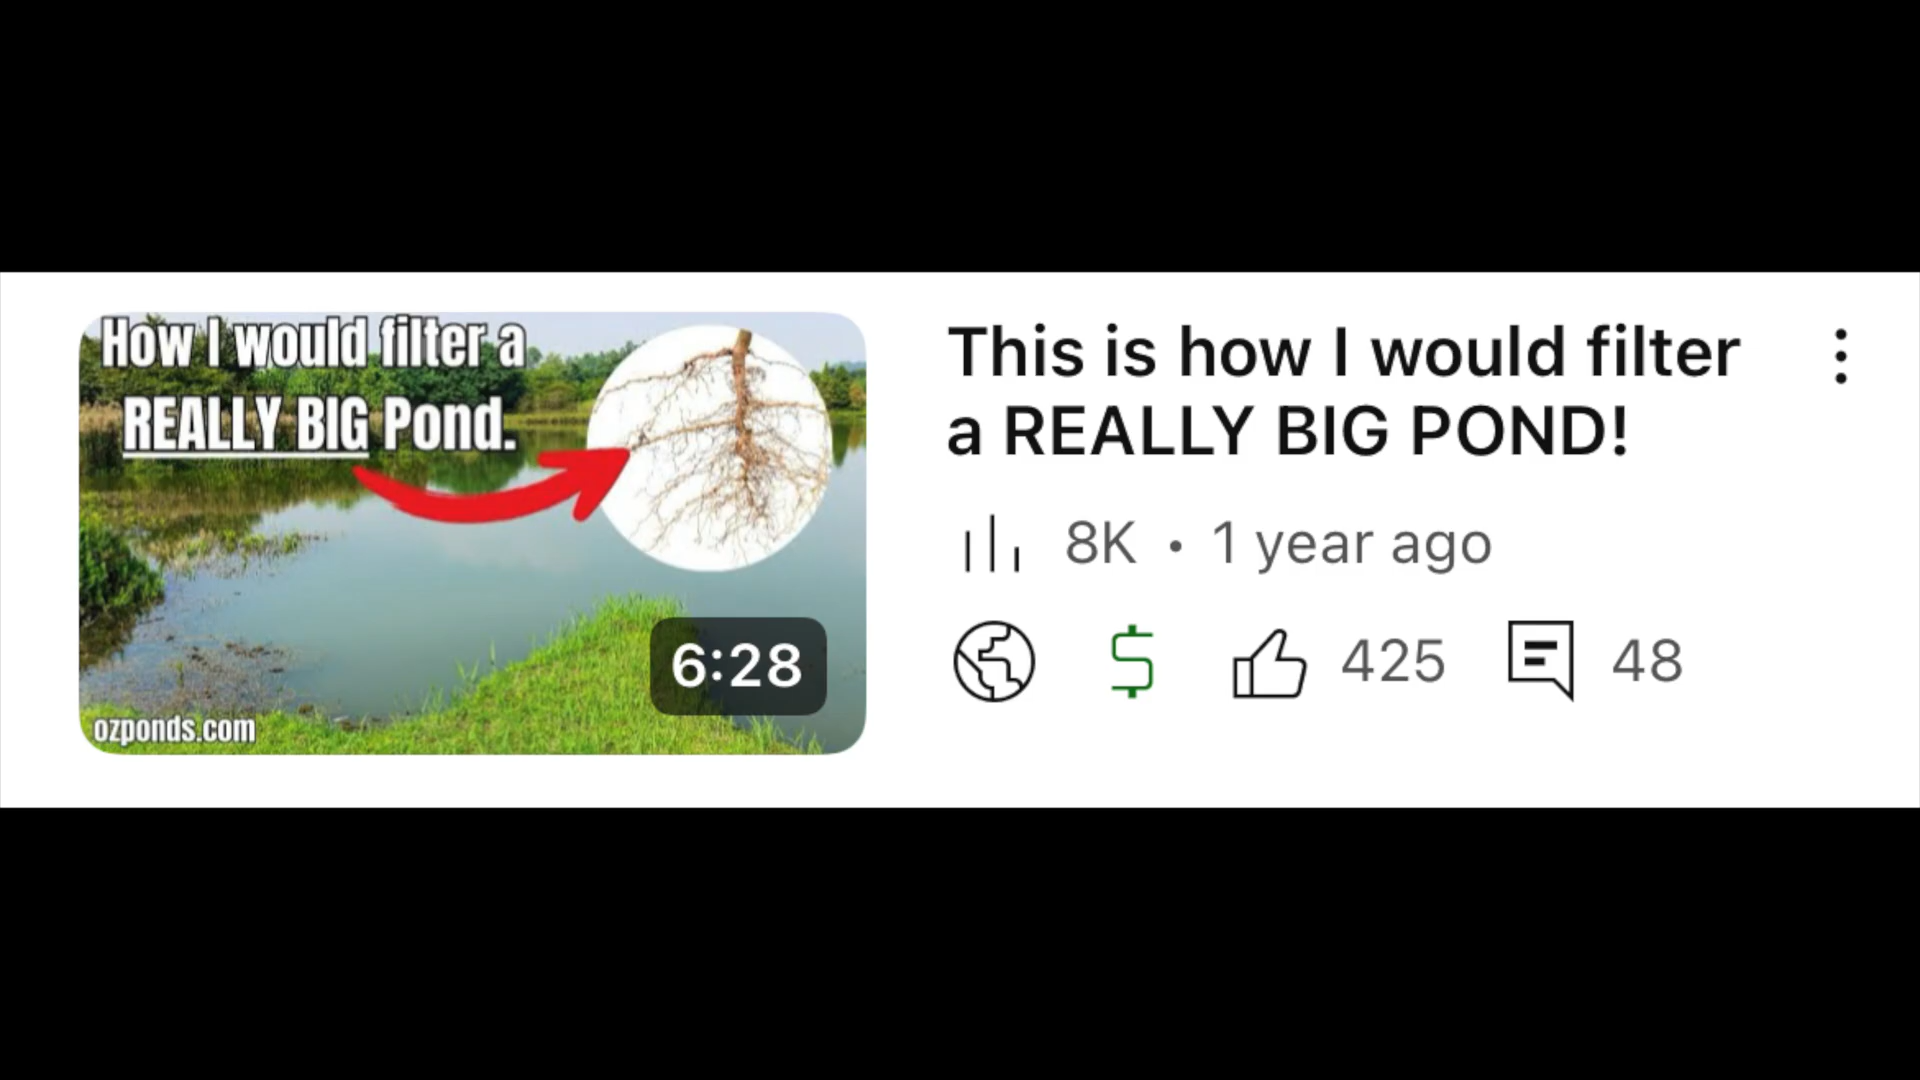 How I would filter a
REALLY BIG Pond.
6:28
ozponds.com
This is how I would filter
a REALLY BIG POND!
8K • 1 year ago
$ 425 48